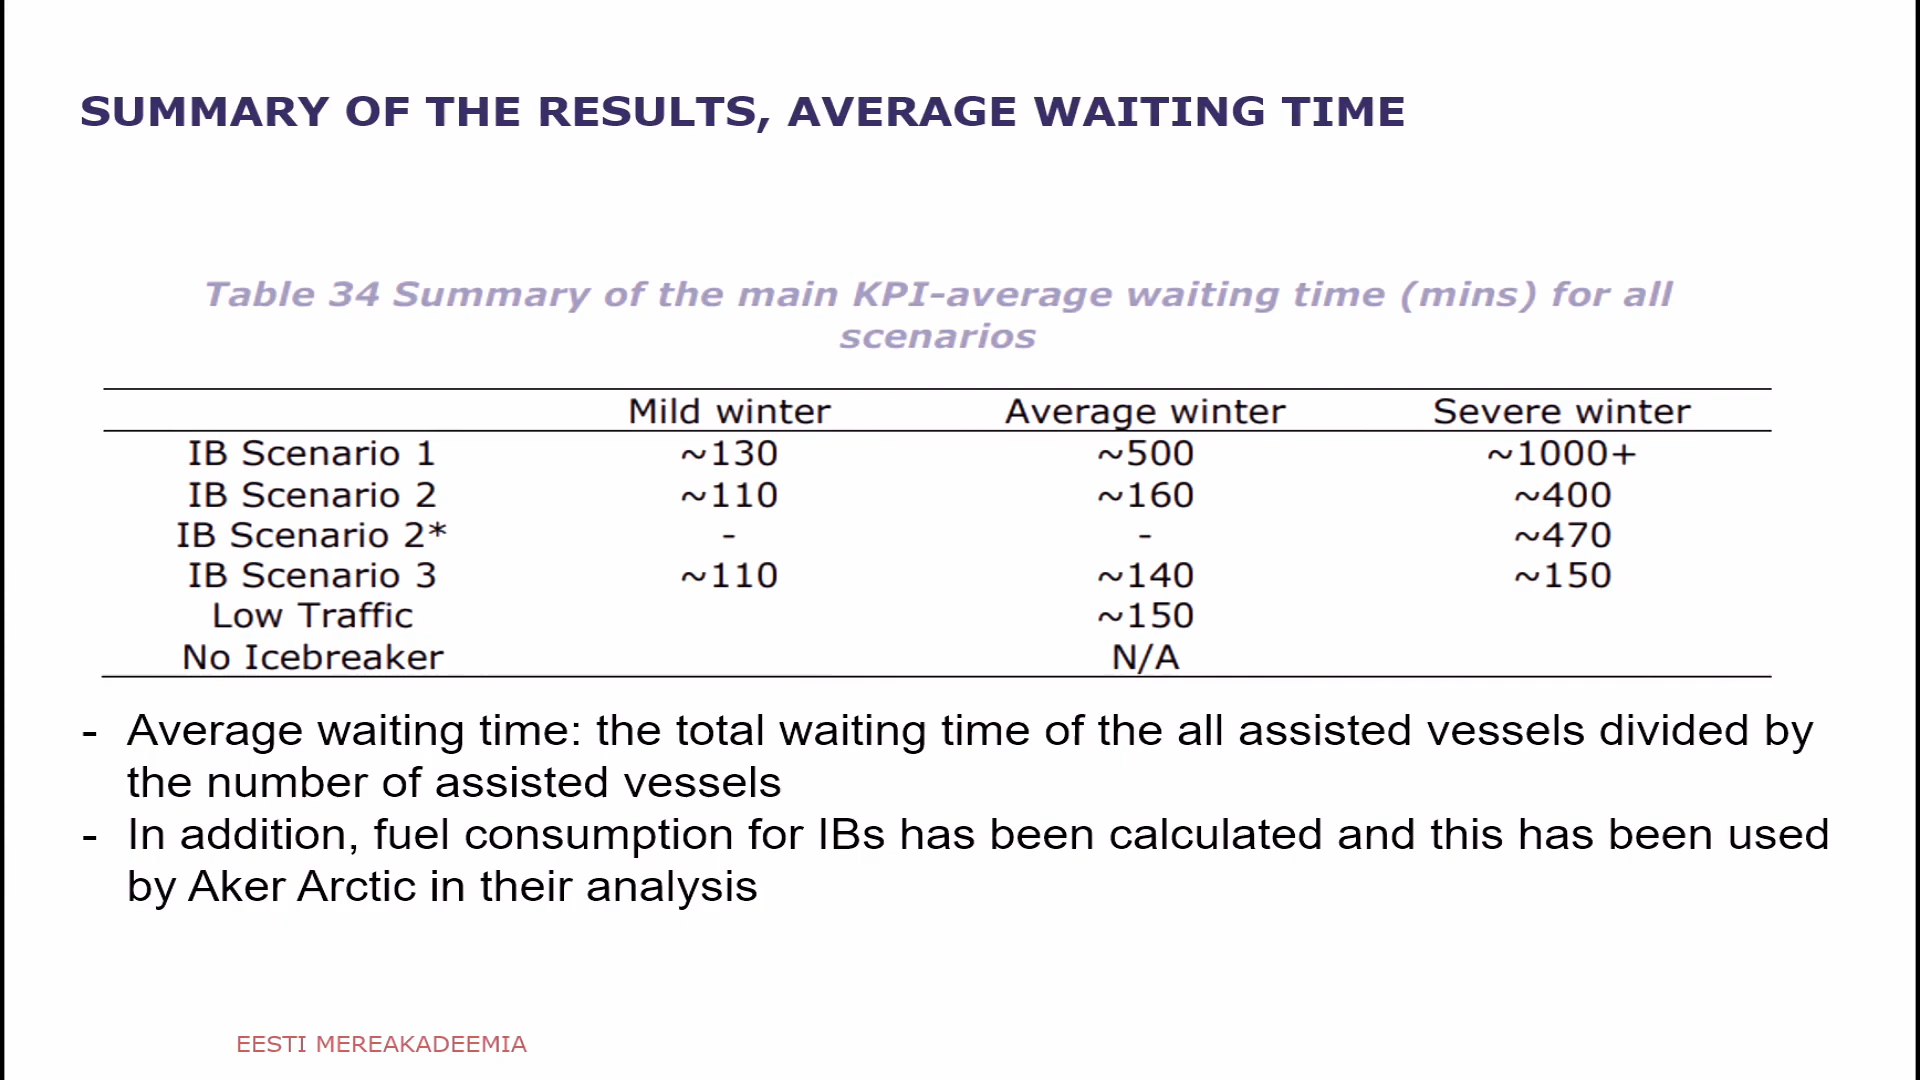 SUMMARY OF THE RESULTS, AVERAGE WAITING TIME
Table 34 Summary of the main KPI-average waiting time (mins) for all
scenarios
Mild winter Average winter Severe winter
IB Scenario 1 ~130 ~500 ~1000+
IB Scenario 2 ~110 ~160 ~400
IB Scenario 2* - - ~470
IB Scenario 3 ~110 ~140 ~150
Low Traffic ~150
No Icebreaker N/A
- Average waiting time: the total waiting time of the all assisted vessels divided by
the number of assisted vessels
- In addition, fuel consumption for IBs has been calculated and this has been used
by Aker Arctic in their analysis
EESTI MEREAKADEEMIA